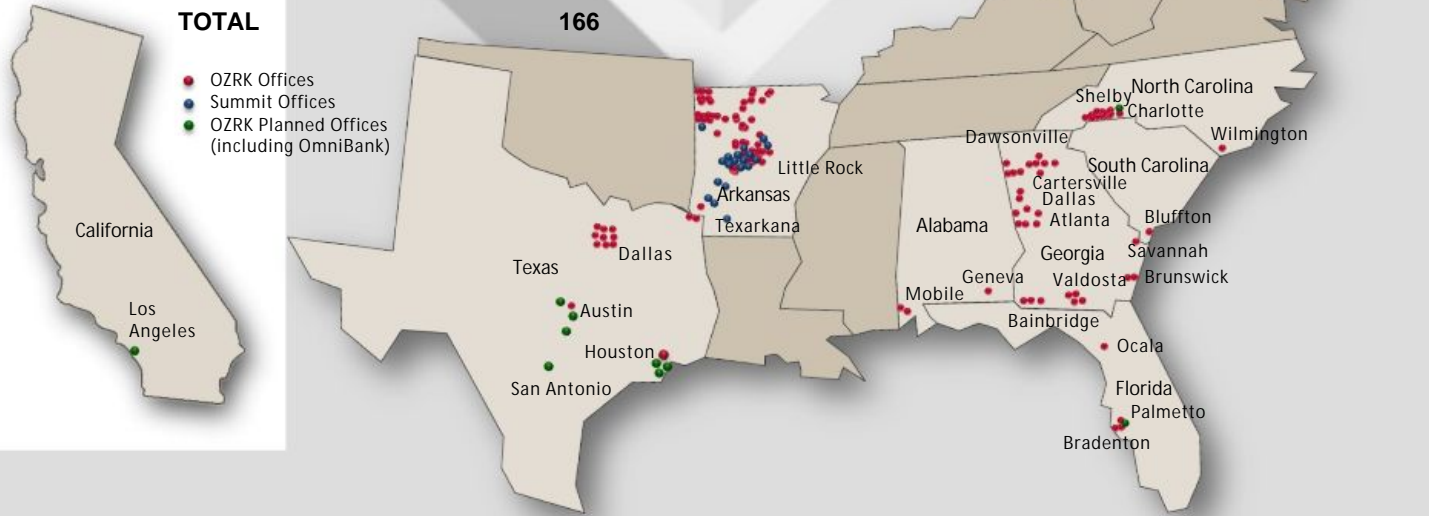 TOTAL 166
OZRK Offices
Summit Offices
OZRK Planned Offices
(including OmniBank)
California
Los
Angeles
Texas
Dallas
Austin
Houston
San Antonio
Little Rock
Arkansas
Texarkana
Alabama
Geneva
Mobile
North Carolina
Shelby
Charlotte
Wilmington
Dawsonville
South Carolina
Cartersville
Dallas
Atlanta
Bluffton
Georgia
Savannah
Valdosta
Brunswick
Bainbridge
Ocala
Florida
Palmetto
Bradenton